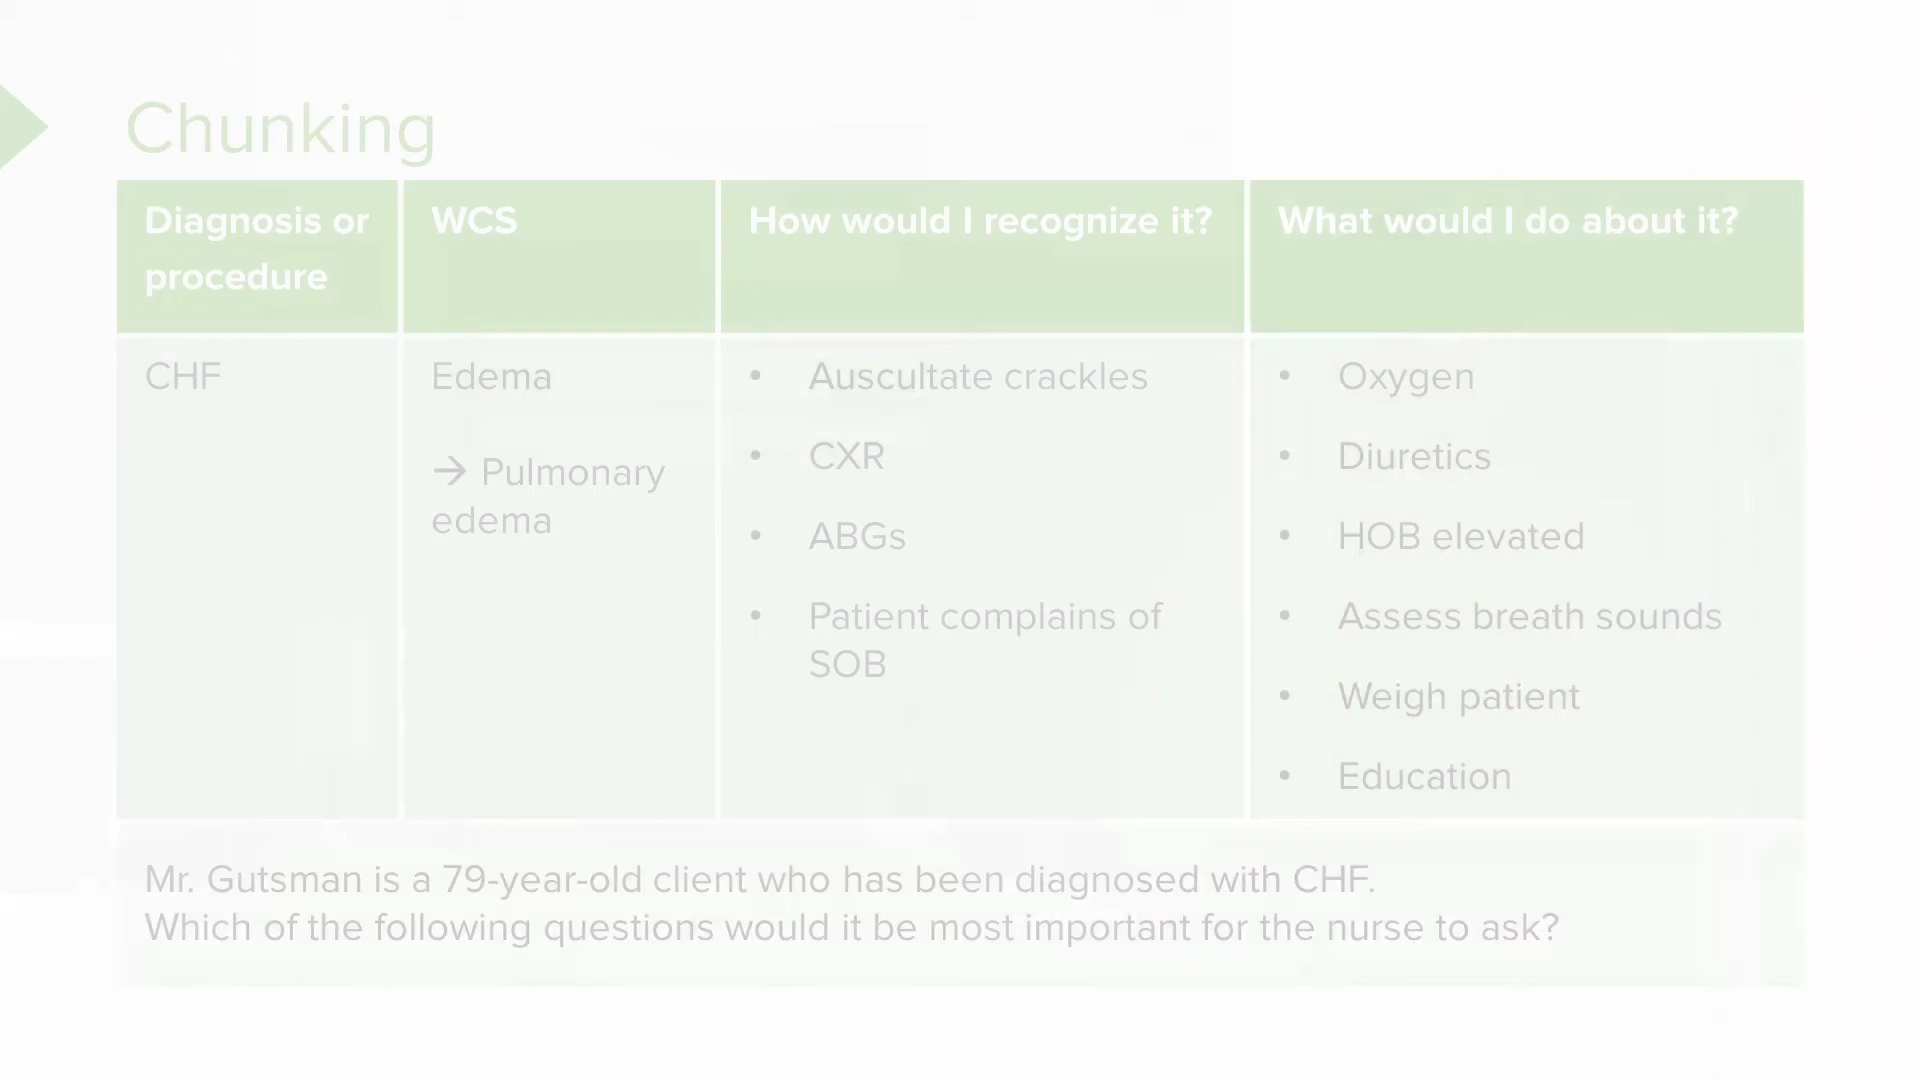 Chunking
Diagnosis or
procedure
WCS
How would I recognize it?
What would I do about it?
CHF
Edema
→ Pulmonary
edema
• Auscultate crackles
• CXR
• ABGs
• Patient complains of
SOB
• Oxygen
• Diuretics
• HOB elevated
• Assess breath sounds
• Weigh patient
• Education
Mr. Gutsman is a 79-year-old client who has been diagnosed with CHF.
Which of the following questions would it be most important for the nurse to ask?